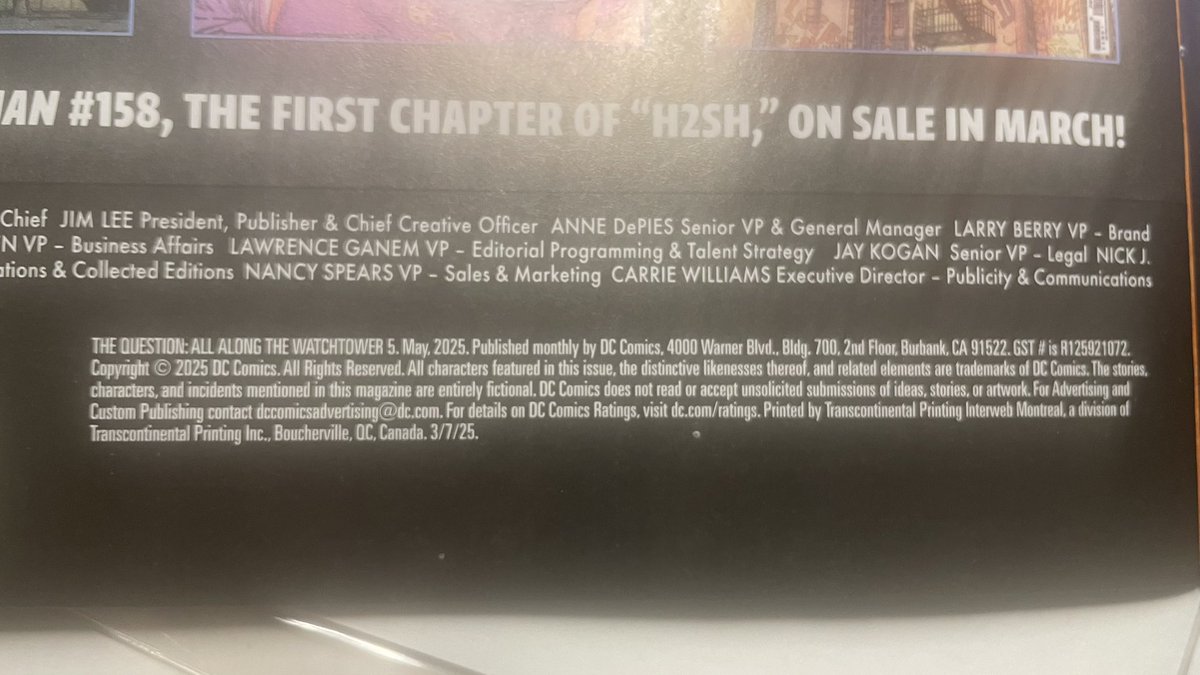 #158, THE FIRST CHAPTER OF “H2SH,” ON SALE IN MARCH!
Chief JIM LEE President, Publisher & Chief Creative Officer ANNE DePIES Senior VP & General Manager LARRY BERRY VP – Brand
VP – Business Affairs LAWRENCE GANEM VP – Editorial Programming & Talent Strategy JAY KOGAN Senior VP – Legal NICK J.
& Collected Editions NANCY SPEARS VP – Sales & Marketing CARRIE WILLIAMS Executive Director – Publicity & Communications
THE QUESTION: ALL ALONG THE WATCHTOWER 5. May, 2025. Published monthly by DC Comics, 4000 Warner Blvd., Bldg. 700, 2nd Floor, Burbank, CA 91522. GST # is R125921072.
Copyright © 2025 DC Comics. All Rights Reserved. All characters featured in this issue, the distinctive likenesses thereof, and related elements are trademarks of DC Comics. The stories,
characters, and incidents mentioned in this magazine are entirely fictional. DC Comics does not read or accept unsolicited submissions of ideas, stories, or artwork. For Advertising and
Custom Publishing contact dccomicsadvertising@dc.com. For details on DC Comics Ratings, visit dc.com/ratings. Printed by Transcontinental Printing Interweb Montreal, a division of
Transcontinental Printing Inc., Boucherville, QC, Canada. 3/7/25.